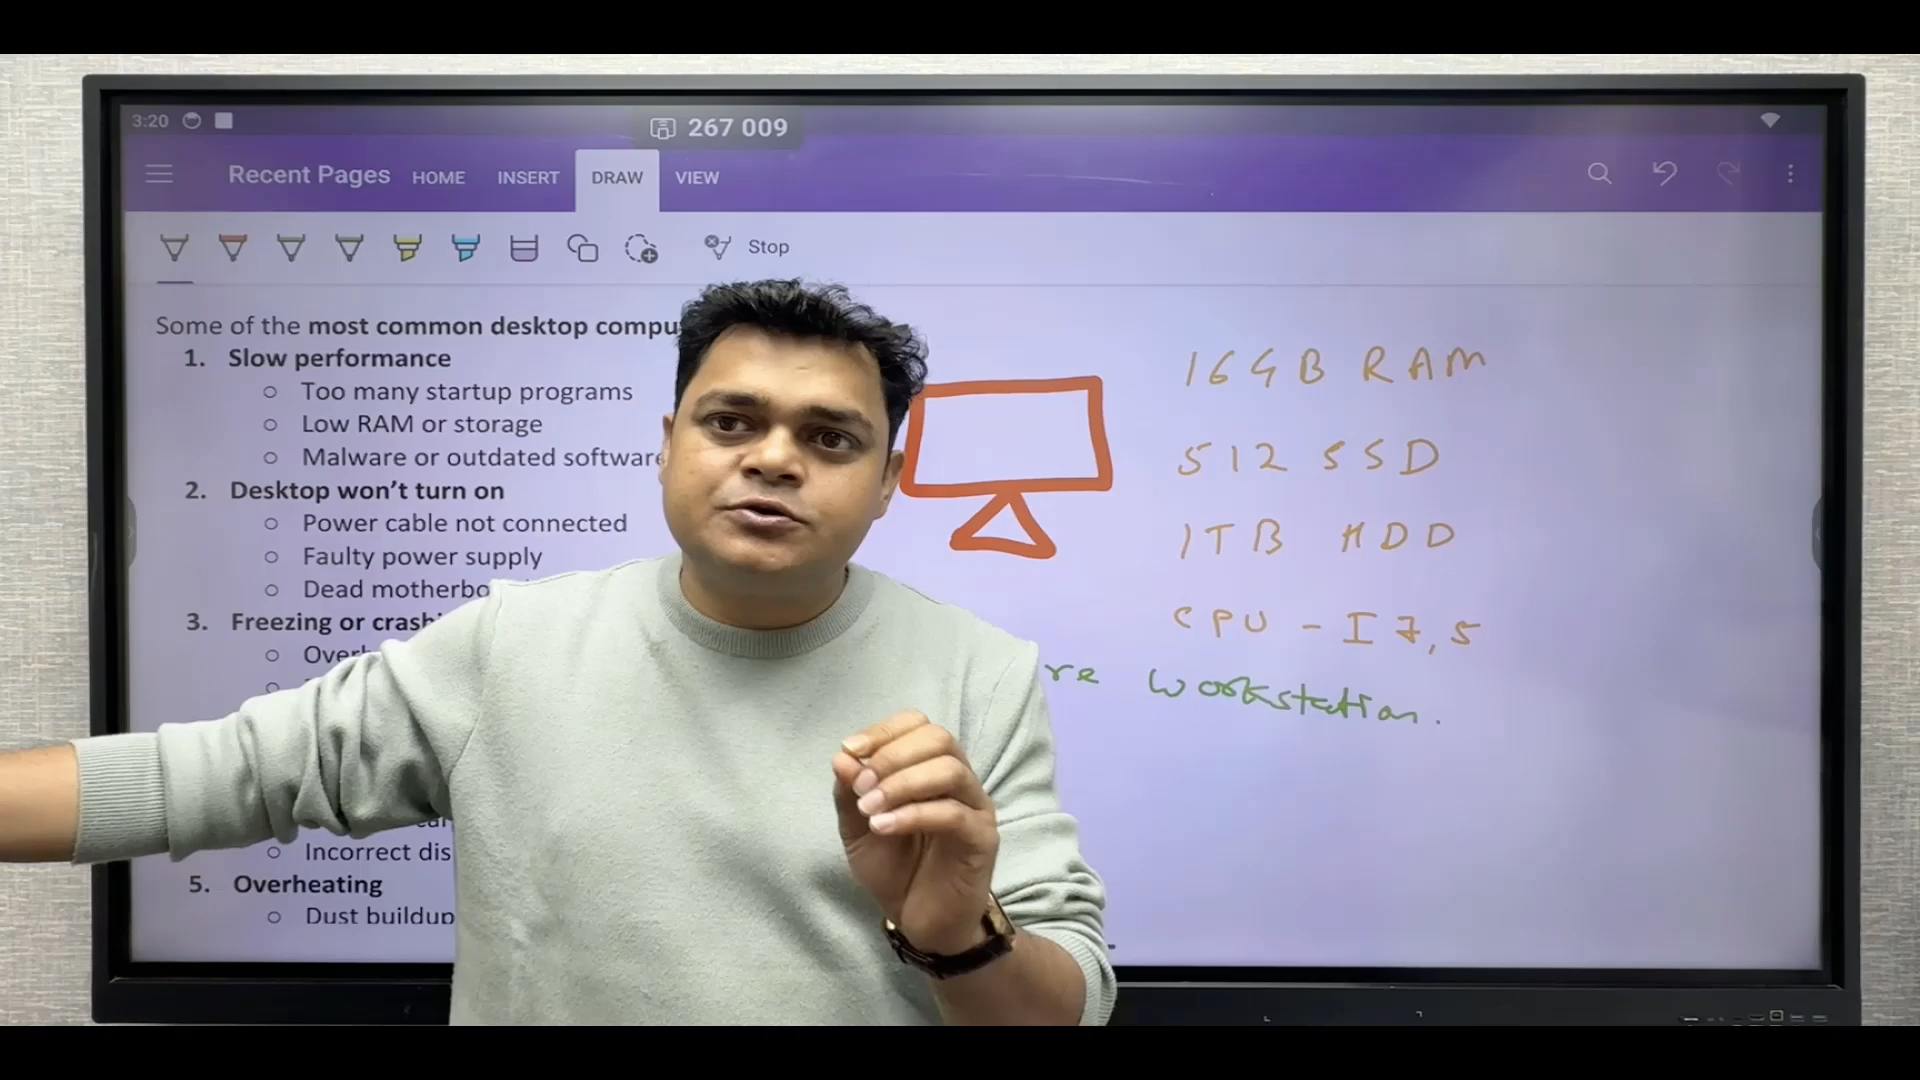 3:20
267 009
Recent Pages HOME INSERT DRAW VIEW
Stop
Some of the most common desktop compu
1. Slow performance
○ Too many startup programs
○ Low RAM or storage
○ Malware or outdated software
2. Desktop won’t turn on
○ Power cable not connected
○ Faulty power supply
○ Dead motherbo
3. Freezing or crash
○ Over
○ Incorrect dis
5. Overheating
○ Dust buildup
16GB RAM
512 SSD
1TB HDD
CPU - I7,5
re workstation.